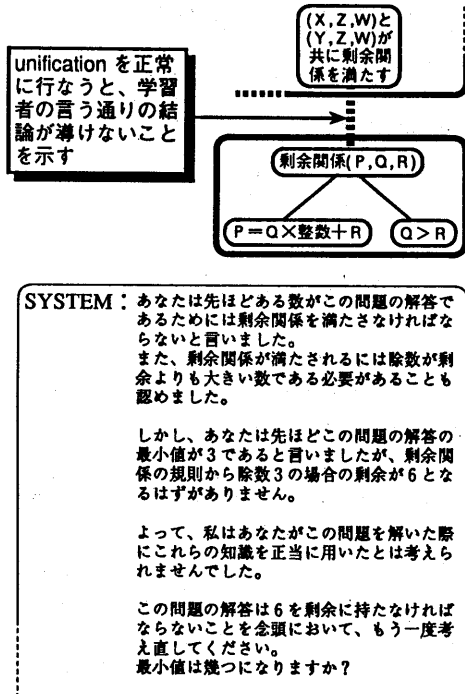 (X,Z,W)と
(Y,Z,W)が
共に剰余関
係を満たす
unification を正常
に行なうと、学習
者の言う通りの結
論が導けないこと
を示す
剰余関係(P,Q,R)
P=Q×整数+R
Q>R
SYSTEM：あなたは先ほどある数がこの問題の解答で
あるためには剰余関係を満たさなければな
らないと言いました。
また、剰余関係が満たされるには除数が剰
余よりも大きい数である必要があることも
認めました。
しかし、あなたは先ほどこの問題の解答の
最小値が3であると言いましたが、剰余関
係の規則から除数3の場合の剰余が6とな
るはずがありません。
よって、私はあなたがこの問題を解いた際
にこれらの知識を正当に用いたとは考えら
れませんでした。
この問題の解答は6を剰余に持たなければ
ならないことを念頭において、もう一度考
え直してください。
最小値は幾つになりますか？